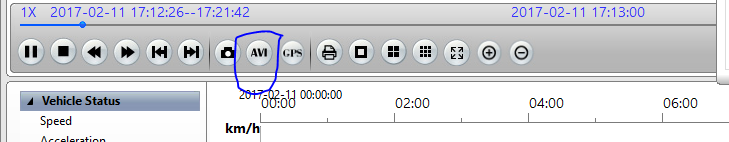 1X 2017-02-11 17:12:26--17:21:42 2017-02-11 17:13:00
AVI GPS
Vehicle Status
Speed
Acceleration
2017-02-11 00:00:00
00:00 02:00 04:00 06:00
km/h